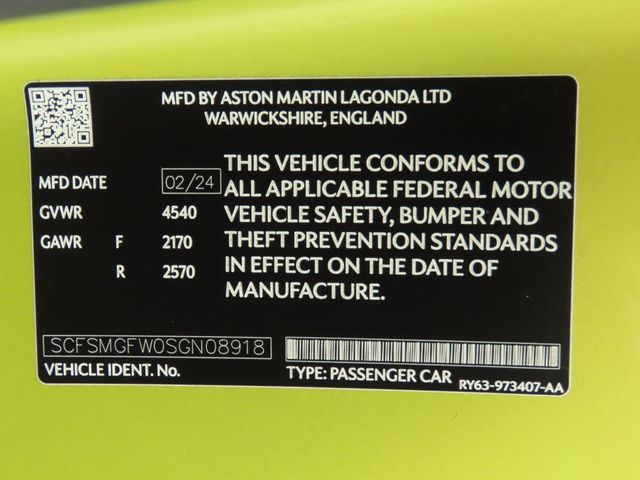 MFD BY ASTON MARTIN LAGONDA LTD
WARWICKSHIRE, ENGLAND
MFD DATE 02/24
GVWR 4540
GAWR F 2170
R 2570
THIS VEHICLE CONFORMS TO
ALL APPLICABLE FEDERAL MOTOR
VEHICLE SAFETY, BUMPER AND
THEFT PREVENTION STANDARDS
IN EFFECT ON THE DATE OF
MANUFACTURE.
SCFSMGFW0SGN08918
VEHICLE IDENT. No.
TYPE: PASSENGER CAR
RY63-973407-AA